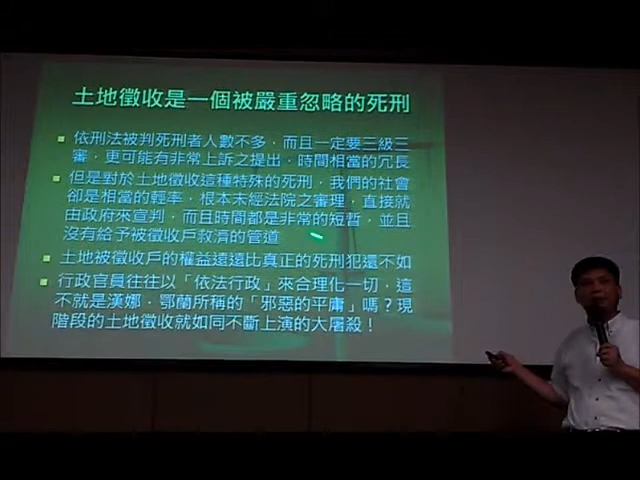 土地徵收是一個被嚴重忽略的死刑
依刑法被判死刑者人數不多，而且一定要三級三
審，更可能有非常上訴之提出，時間相當的冗長
但是對於土地徵收這種特殊的死刑，我們的社會
卻是相當的輕率，根本未經法院之審理，直接就
由政府來宣判，而且時間都是非常的短暫，並且
沒有給予被徵收戶救濟的管道
土地被徵收戶的權益遠遠比真正的死刑犯還不如
行政官員往往以「依法行政」來合理化一切，這
不就是漢娜．鄂蘭所稱的「邪惡的平庸」嗎？現
階段的土地徵收就如同不斷上演的大屠殺！